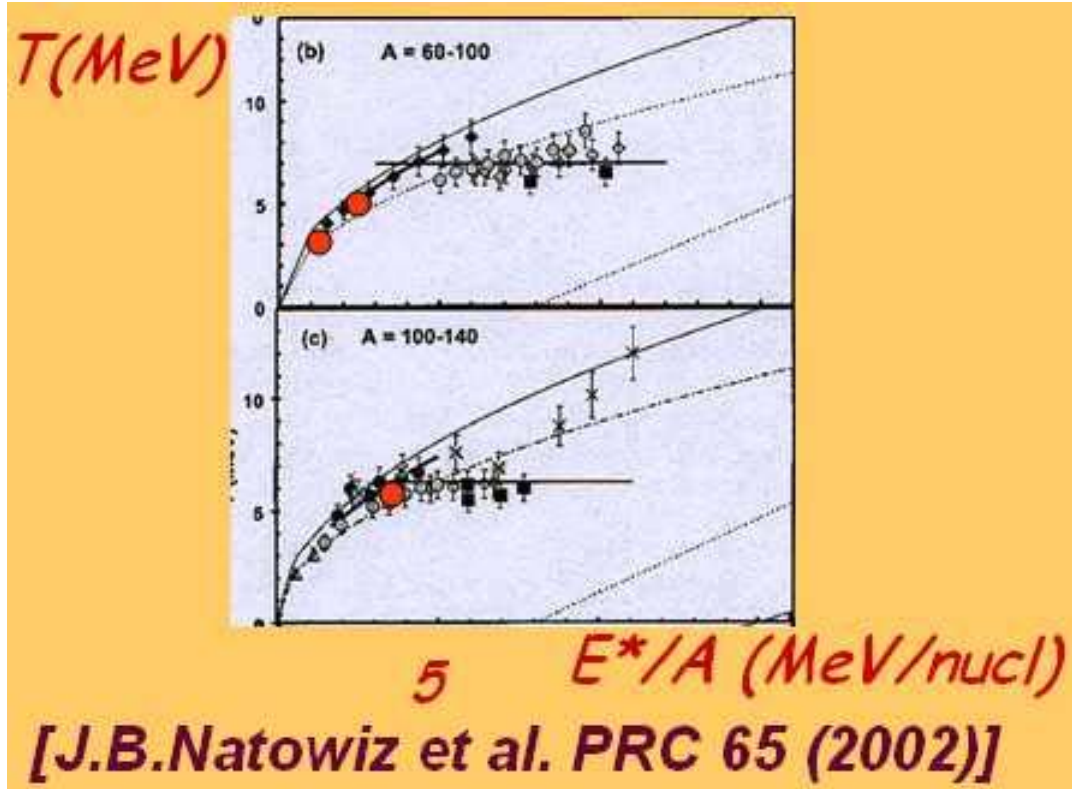 T(MeV)
(b) A = 60-100
10
5
0
(c) A = 100-140
10
5
5
E*/A (MeV/nucl)
[J.B.Natowiz et al. PRC 65 (2002)]